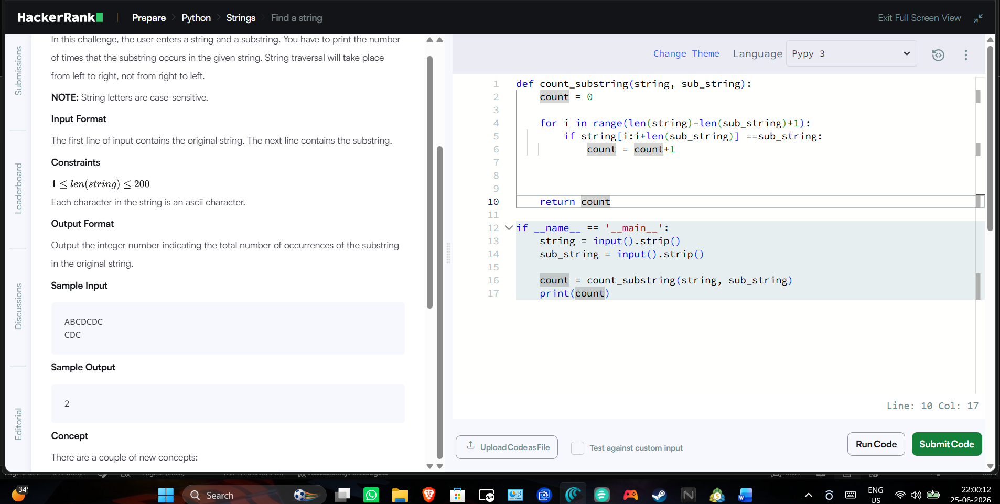 HackerRank
Prepare
Python
Strings
Find a string
Exit Full Screen View
Submissions
Leaderboard
Discussions
Editorial
In this challenge, the user enters a string and a substring. You have to print the number
of times that the substring occurs in the given string. String traversal will take place
from left to right, not from right to left.
NOTE: String letters are case-sensitive.
Input Format
The first line of input contains the original string. The next line contains the substring.
Constraints
1 ≤ len(string) ≤ 200
Each character in the string is an ascii character.
Output Format
Output the integer number indicating the total number of occurrences of the substring
in the original string.
Sample Input
ABCDCDC
CDC
Sample Output
2
Concept
There are a couple of new concepts:
Change Theme
Language
Pypy 3
1 def count_substring(string, sub_string):
2     count = 0
3
4     for i in range(len(string)-len(sub_string)+1):
5         if string[i:i+len(sub_string)] ==sub_string:
6             count = count+1
7
8
9
10     return count
11
12 if __name__ == '__main__':
13     string = input().strip()
14     sub_string = input().strip()
15
16     count = count_substring(string, sub_string)
17     print(count)
Line: 10 Col: 17
Upload Code as File
Test against custom input
Run Code
Submit Code
34°
Search
ENG
US
22:00:12
25-06-2026